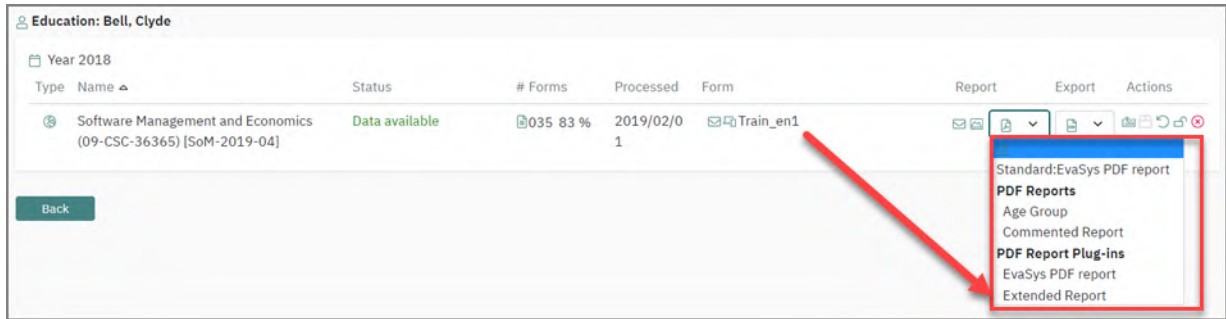 Education: Bell, Clyde
Year 2018
Type Name Status # Forms Processed Form Report Export Actions
Software Management and Economics Data available 035 83 % 2019/02/0 Train_en1
(09-CSC-36365) [SoM-2019-04] 1
Standard:EvaSys PDF report
PDF Reports
Age Group
Commented Report
PDF Report Plug-ins
EvaSys PDF report
Extended Report
Back